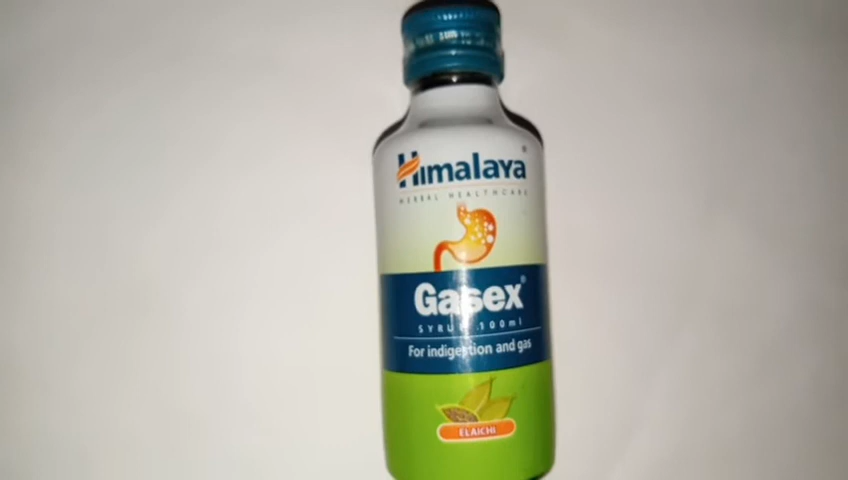 Himalaya®
HERBAL HEALTHCARE
Gasex®
SYRUP 100ml
For indigestion and gas
ELAICHI